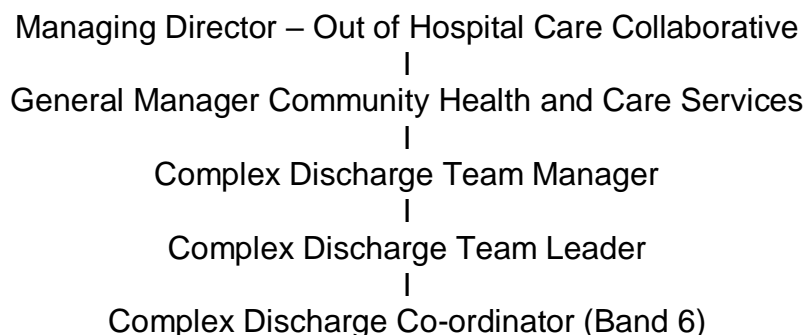 Managing Director – Out of Hospital Care Collaborative
I
General Manager Community Health and Care Services
I
Complex Discharge Team Manager
I
Complex Discharge Team Leader
I
Complex Discharge Co-ordinator (Band 6)